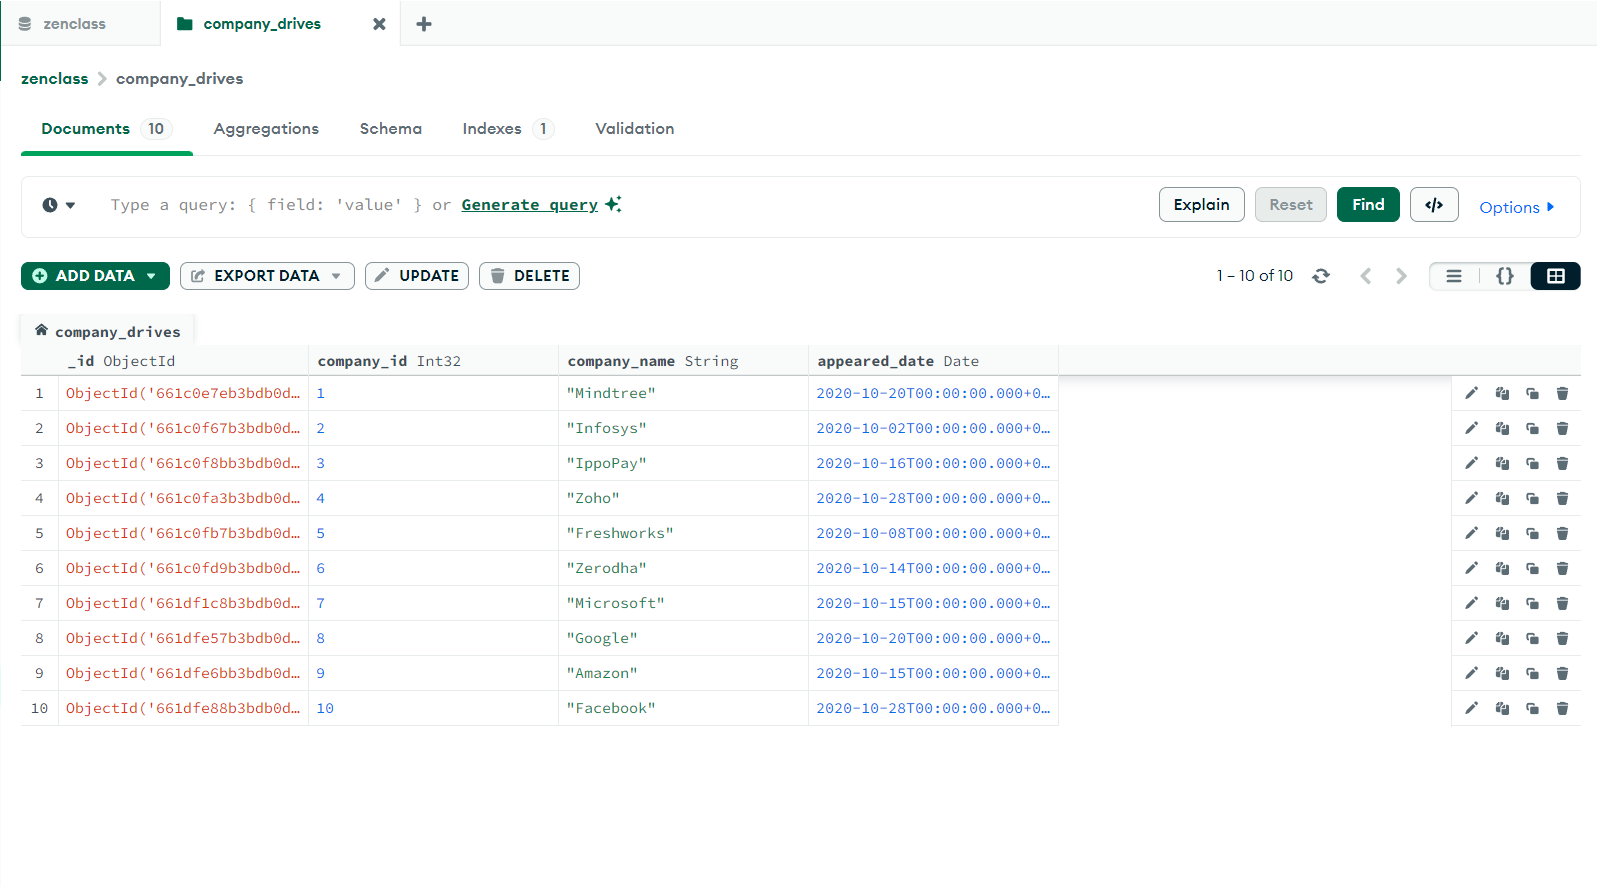 zenclass company_drives
zenclass > company_drives
Documents 10 Aggregations Schema Indexes 1 Validation
Type a query: { field: 'value' } or Generate query Explain Reset Find </> Options
ADD DATA EXPORT DATA UPDATE DELETE 1 – 10 of 10 {}
company_drives
_id ObjectId company_id Int32 company_name String appeared_date Date
1 ObjectId('661c0e7eb3bdb0d… 1 "Mindtree" 2020-10-20T00:00:00.000+0…
2 ObjectId('661c0f67b3bdb0d… 2 "Infosys" 2020-10-02T00:00:00.000+0…
3 ObjectId('661c0f8bb3bdb0d… 3 "IppoPay" 2020-10-16T00:00:00.000+0…
4 ObjectId('661c0fa3b3bdb0d… 4 "Zoho" 2020-10-28T00:00:00.000+0…
5 ObjectId('661c0fb7b3bdb0d… 5 "Freshworks" 2020-10-08T00:00:00.000+0…
6 ObjectId('661c0fd9b3bdb0d… 6 "Zerodha" 2020-10-14T00:00:00.000+0…
7 ObjectId('661df1c8b3bdb0d… 7 "Microsoft" 2020-10-15T00:00:00.000+0…
8 ObjectId('661dfe57b3bdb0d… 8 "Google" 2020-10-20T00:00:00.000+0…
9 ObjectId('661dfe6bb3bdb0d… 9 "Amazon" 2020-10-15T00:00:00.000+0…
10 ObjectId('661dfe88b3bdb0d… 10 "Facebook" 2020-10-28T00:00:00.000+0…